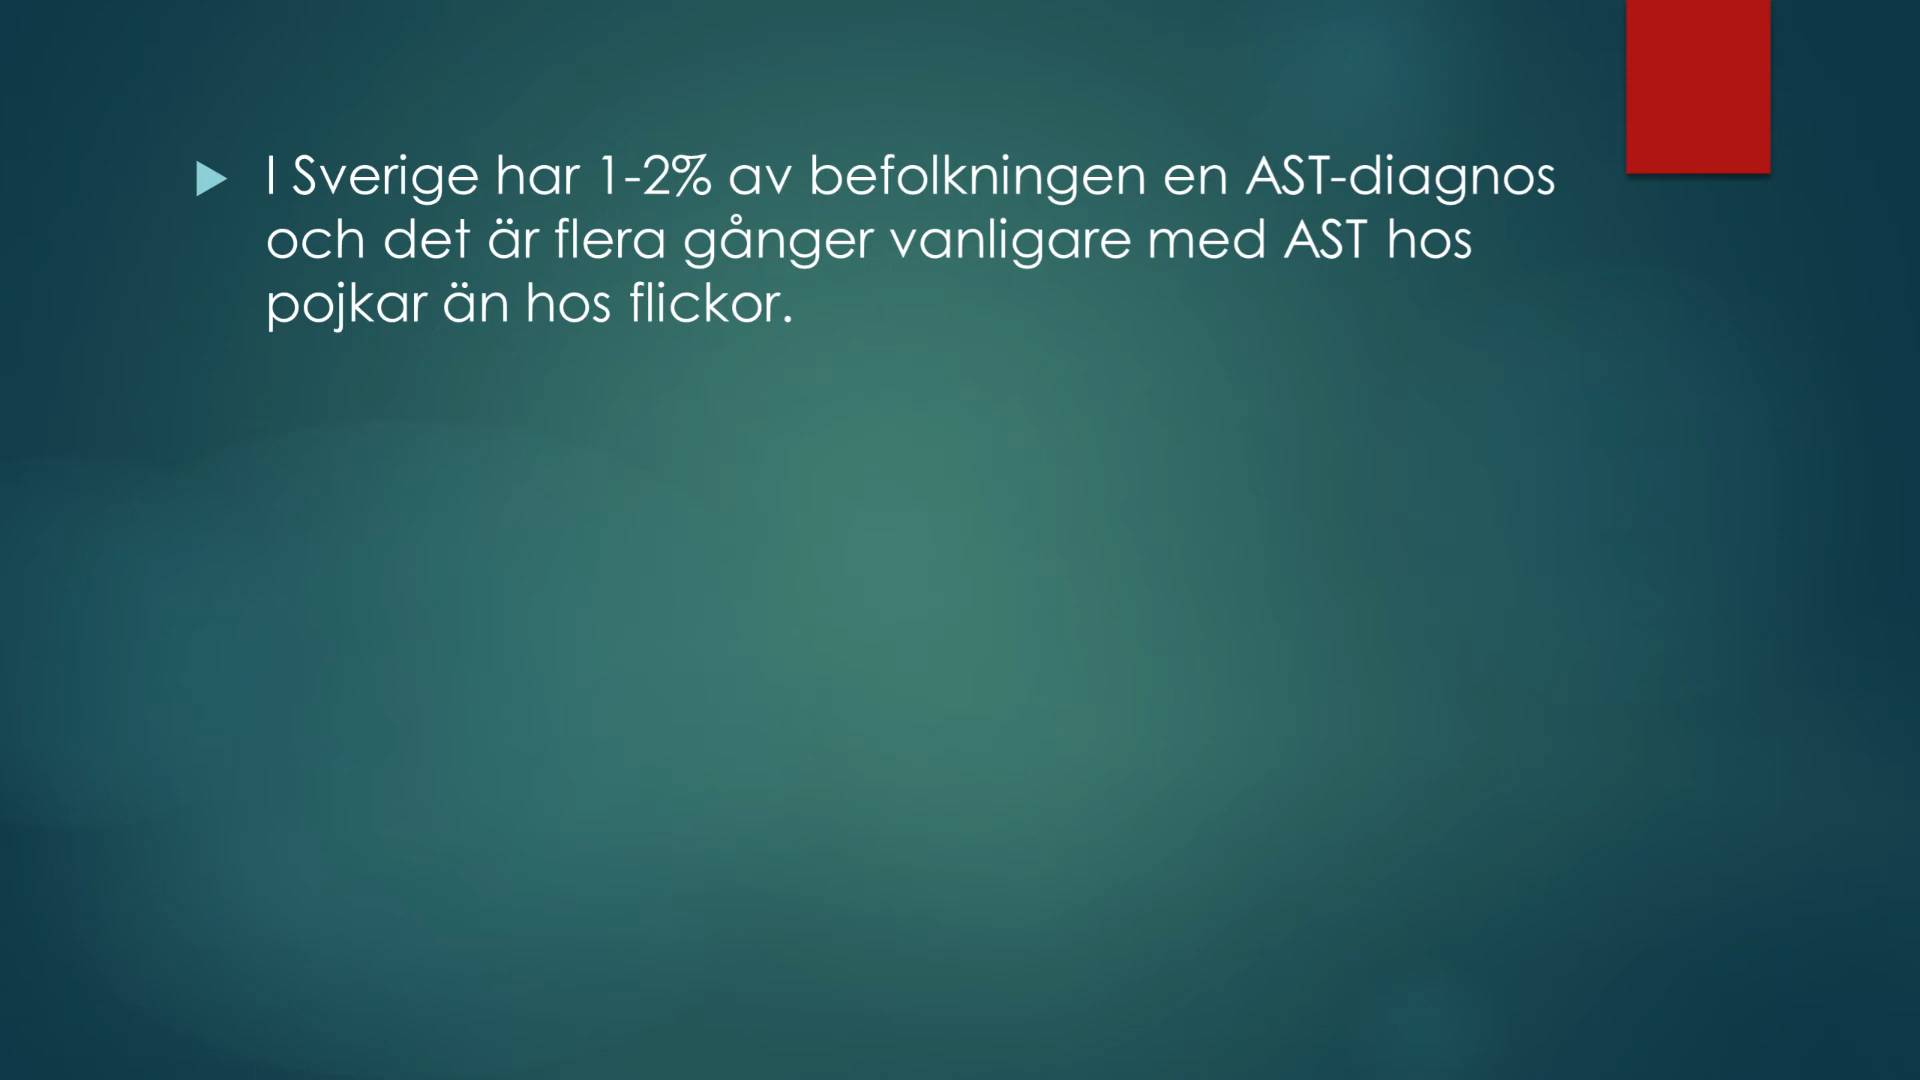 I Sverige har 1-2% av befolkningen en AST-diagnos
och det är flera gånger vanligare med AST hos
pojkar än hos flickor.